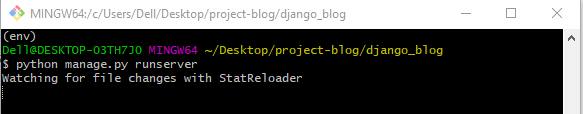 MINGW64:/c/Users/Dell/Desktop/project-blog/django_blog
(env)
Dell@DESKTOP-O3TH7JO MINGW64 ~/Desktop/project-blog/django_blog
$ python manage.py runserver
Watching for file changes with StatReloader